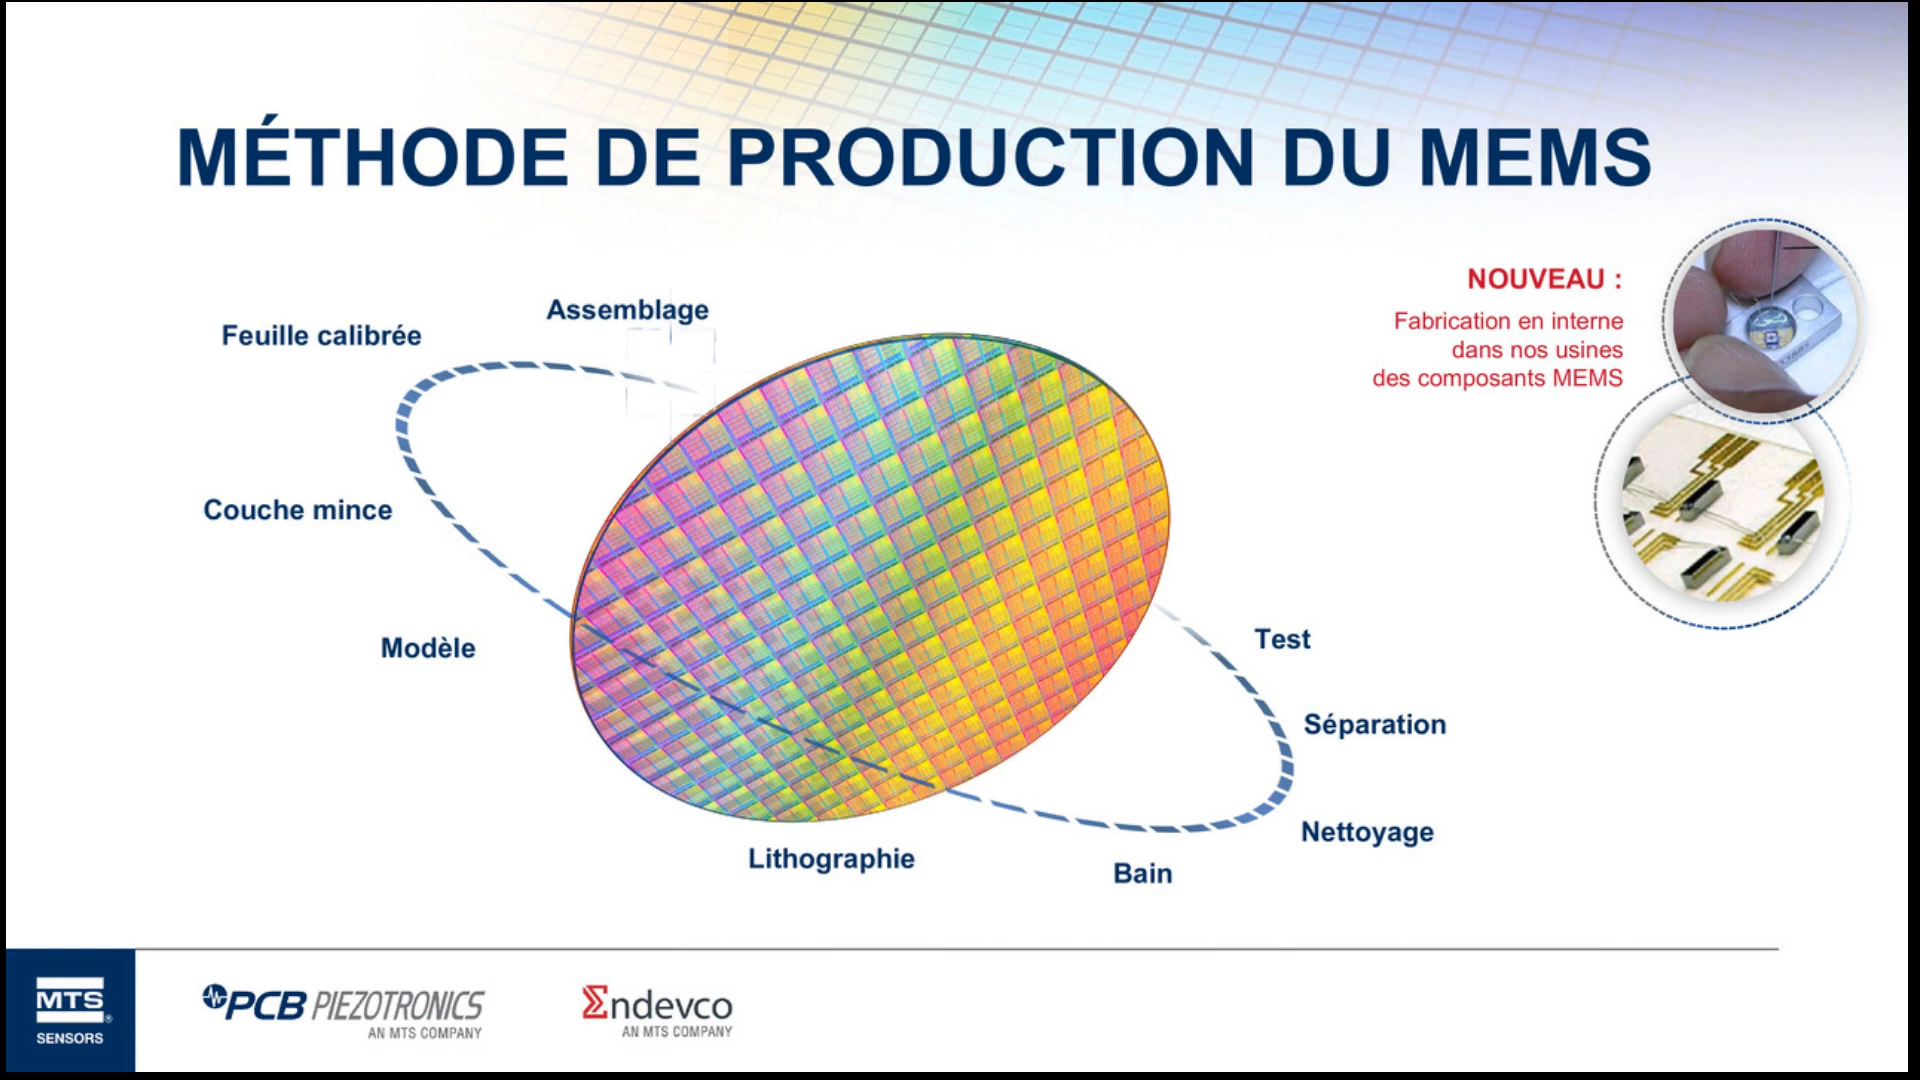 MÉTHODE DE PRODUCTION DU MEMS
NOUVEAU :
Fabrication en interne
dans nos usines
des composants MEMS
Assemblage
Feuille calibrée
Couche mince
Modèle
Lithographie
Bain
Nettoyage
Séparation
Test
MTS
SENSORS
PCB PIEZOTRONICS
AN MTS COMPANY
Endevco
AN MTS COMPANY